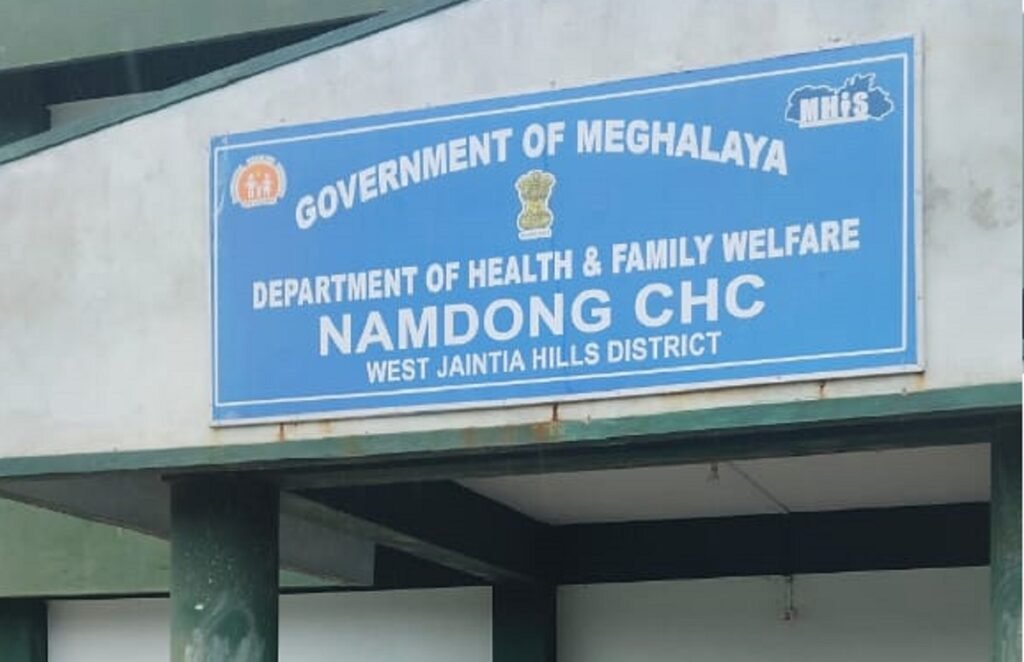 MHiS
GOVERNMENT OF MEGHALAYA
DEPARTMENT OF HEALTH & FAMILY WELFARE
NAMDONG CHC
WEST JAINTIA HILLS DISTRICT